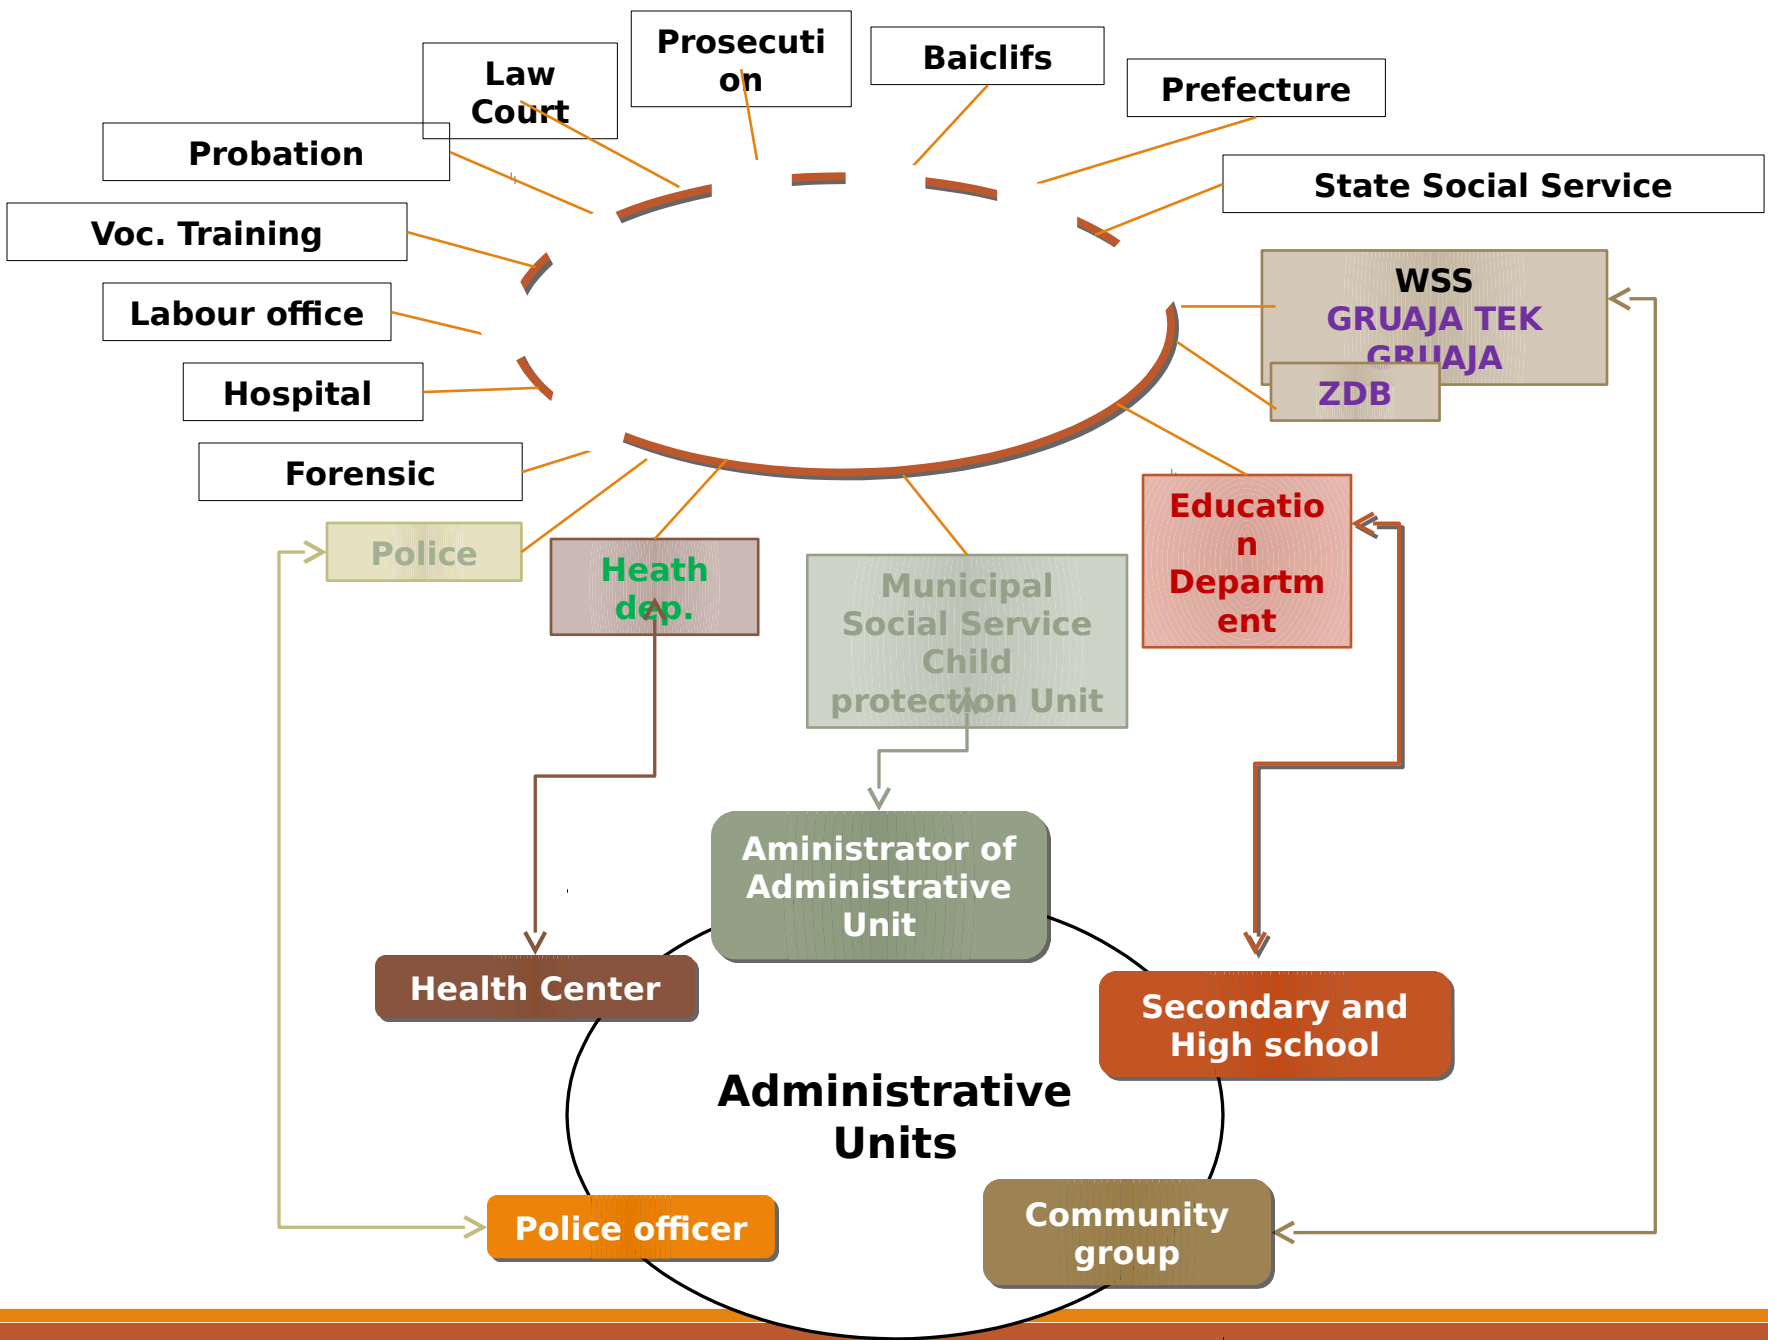 Prosecuti
on
Baiclifs
Law
Court
Prefecture
Probation
State Social Service
Voc. Training
WSS
GRUAJA TEK
GRUAJA
Labour office
ZDB
Hospital
Forensic
Police
Heath
dep.
Municipal
Social Service
Child
protection Unit
Educatio
n
Departm
ent
Aministrator of
Administrative
Unit
Health Center
Secondary and
High school
Administrative
Units
Police officer
Community
group